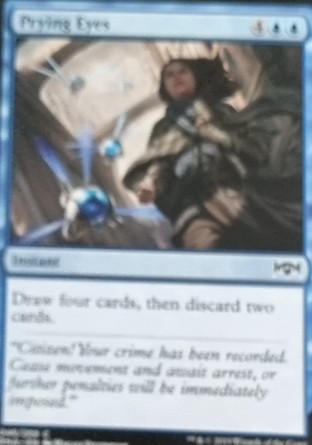 Prying Eyes 4
Instant
Draw four cards, then discard two
cards.
"Citizen! Your crime has been recorded.
Cease movement and await arrest, or
further penalties will be immediately
imposed."